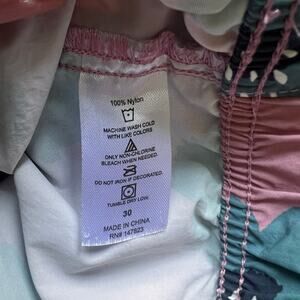 100% Nylon
MACHINE WASH COLD
WITH LIKE COLORS
ONLY NON-CHLORINE
BLEACH WHEN NEEDED.
DO NOT IRON IF DECORATED.
TUMBLE DRY LOW.
30
MADE IN CHINA
RN# 147823